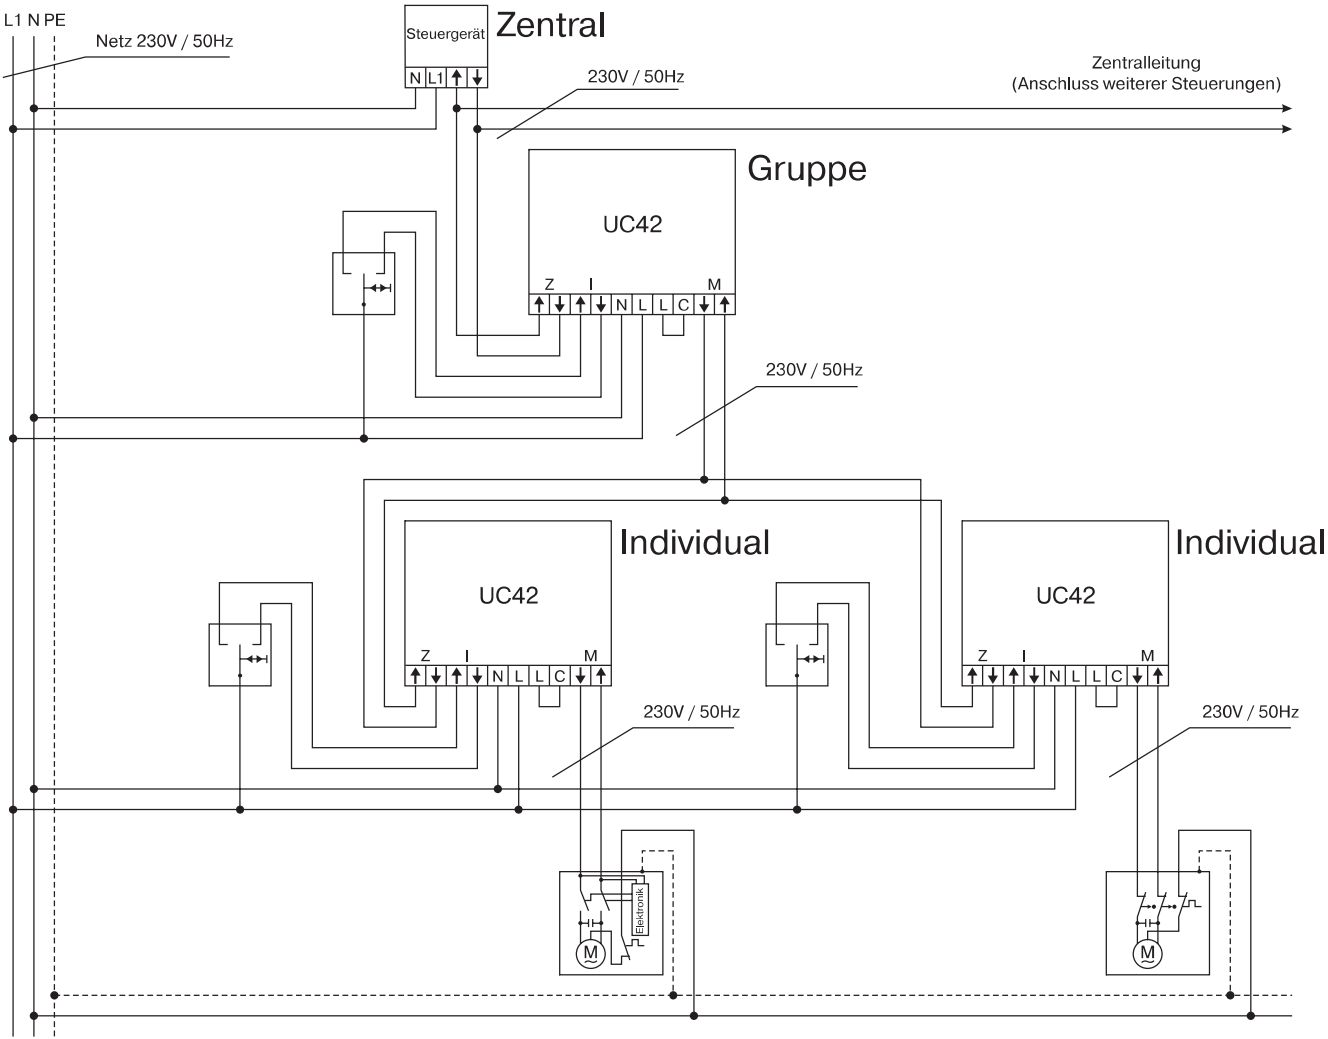 L1 N PE
Netz 230V / 50Hz
Steuergerät
Zentral
N L1 ↑ ↓
230V / 50Hz
Zentralleitung
(Anschluss weiterer Steuerungen)
Gruppe
UC42
Z I M
↑ ↓ ↑ ↓ N L L C ↓ ↑
230V / 50Hz
Individual
UC42
Z I M
↑ ↓ ↑ ↓ N L L C ↓ ↑
230V / 50Hz
Individual
UC42
Z I M
↑ ↓ ↑ ↓ N L L C ↓ ↑
230V / 50Hz
Elektronik
M
~
M
~